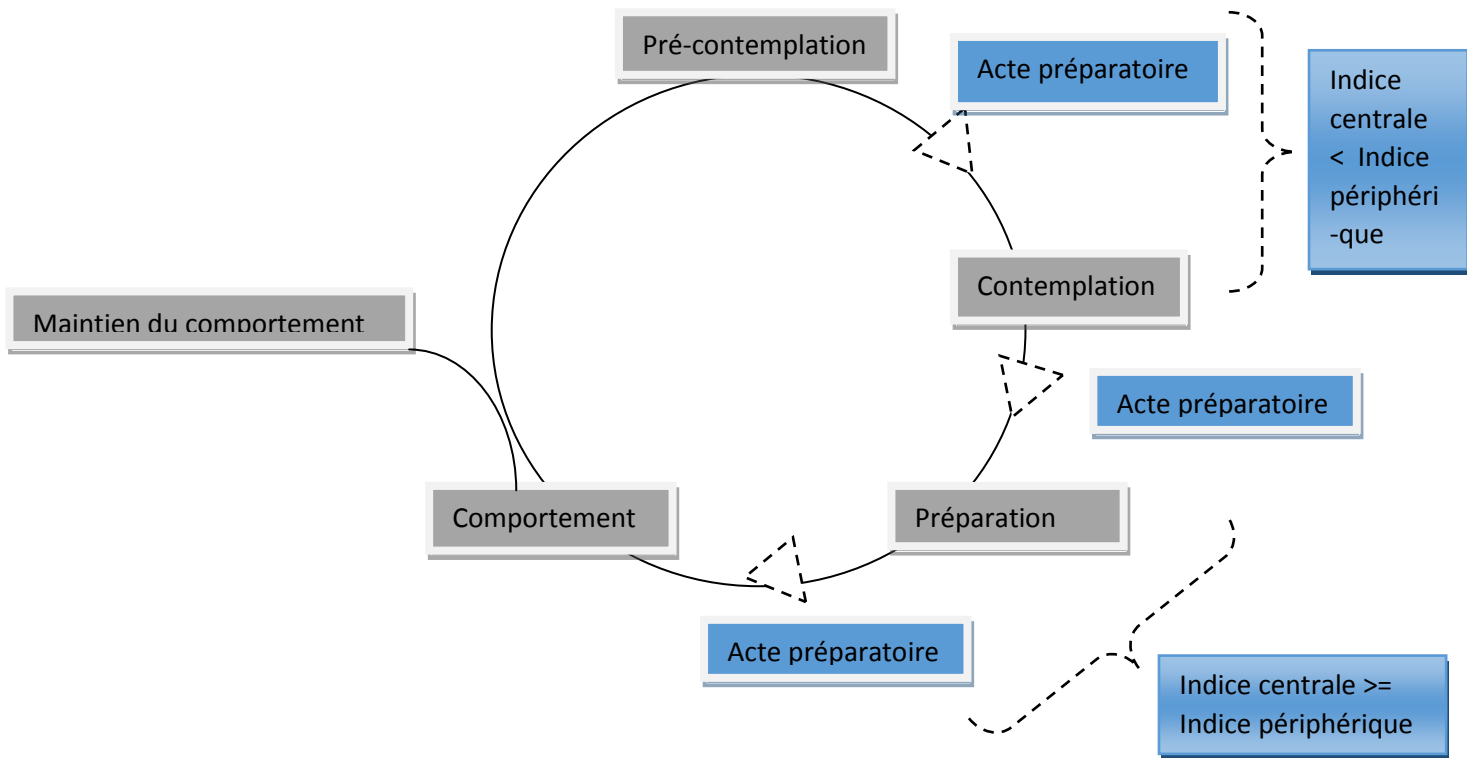 Pré-contemplation
Acte préparatoire
Indice
centrale
< Indice
périphéri
-que
Contemplation
Maintien du comportement
Acte préparatoire
Comportement
Préparation
Acte préparatoire
Indice centrale >=
Indice périphérique